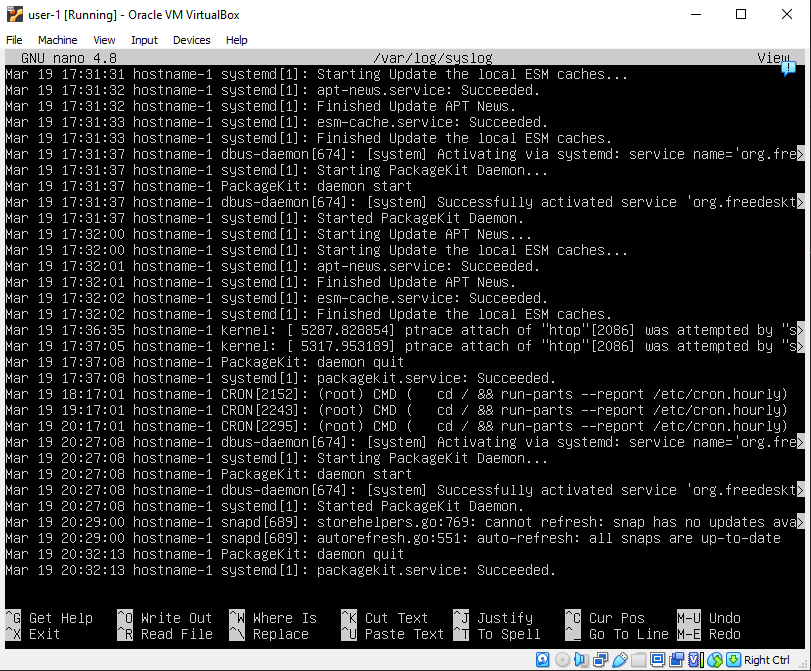 user-1 [Running] - Oracle VM VirtualBox
File Machine View Input Devices Help
GNU nano 4.8 /var/log/syslog View
Mar 19 17:31:31 hostname-1 systemd[1]: Starting Update the local ESM caches...
Mar 19 17:31:32 hostname-1 systemd[1]: apt-news.service: Succeeded.
Mar 19 17:31:32 hostname-1 systemd[1]: Finished Update APT News.
Mar 19 17:31:33 hostname-1 systemd[1]: esm-cache.service: Succeeded.
Mar 19 17:31:33 hostname-1 systemd[1]: Finished Update the local ESM caches.
Mar 19 17:31:37 hostname-1 dbus-daemon[674]: [system] Activating via systemd: service name='org.fre>
Mar 19 17:31:37 hostname-1 systemd[1]: Starting PackageKit Daemon...
Mar 19 17:31:37 hostname-1 PackageKit: daemon start
Mar 19 17:31:37 hostname-1 dbus-daemon[674]: [system] Successfully activated service 'org.freedeskt>
Mar 19 17:31:37 hostname-1 systemd[1]: Started PackageKit Daemon.
Mar 19 17:32:00 hostname-1 systemd[1]: Starting Update APT News...
Mar 19 17:32:00 hostname-1 systemd[1]: Starting Update the local ESM caches...
Mar 19 17:32:01 hostname-1 systemd[1]: apt-news.service: Succeeded.
Mar 19 17:32:01 hostname-1 systemd[1]: Finished Update APT News.
Mar 19 17:32:02 hostname-1 systemd[1]: esm-cache.service: Succeeded.
Mar 19 17:32:02 hostname-1 systemd[1]: Finished Update the local ESM caches.
Mar 19 17:36:35 hostname-1 kernel: [ 5287.828854] ptrace attach of "htop"[2086] was attempted by "s>
Mar 19 17:37:05 hostname-1 kernel: [ 5317.953189] ptrace attach of "htop"[2086] was attempted by "s>
Mar 19 17:37:08 hostname-1 PackageKit: daemon quit
Mar 19 17:37:08 hostname-1 systemd[1]: packagekit.service: Succeeded.
Mar 19 18:17:01 hostname-1 CRON[2152]: (root) CMD (   cd / && run-parts --report /etc/cron.hourly)
Mar 19 19:17:01 hostname-1 CRON[2243]: (root) CMD (   cd / && run-parts --report /etc/cron.hourly)
Mar 19 20:17:01 hostname-1 CRON[2295]: (root) CMD (   cd / && run-parts --report /etc/cron.hourly)
Mar 19 20:27:08 hostname-1 dbus-daemon[674]: [system] Activating via systemd: service name='org.fre>
Mar 19 20:27:08 hostname-1 systemd[1]: Starting PackageKit Daemon...
Mar 19 20:27:08 hostname-1 PackageKit: daemon start
Mar 19 20:27:08 hostname-1 dbus-daemon[674]: [system] Successfully activated service 'org.freedeskt>
Mar 19 20:27:08 hostname-1 systemd[1]: Started PackageKit Daemon.
Mar 19 20:29:00 hostname-1 snapd[689]: storehelpers.go:769: cannot refresh: snap has no updates ava>
Mar 19 20:29:00 hostname-1 snapd[689]: autorefresh.go:551: auto-refresh: all snaps are up-to-date
Mar 19 20:32:13 hostname-1 PackageKit: daemon quit
Mar 19 20:32:13 hostname-1 systemd[1]: packagekit.service: Succeeded.
^G Get Help ^O Write Out ^W Where Is ^K Cut Text ^J Justify ^C Cur Pos M-U Undo
^X Exit ^R Read File ^\ Replace ^U Paste Text ^T To Spell ^_ Go To Line M-E Redo
Right Ctrl